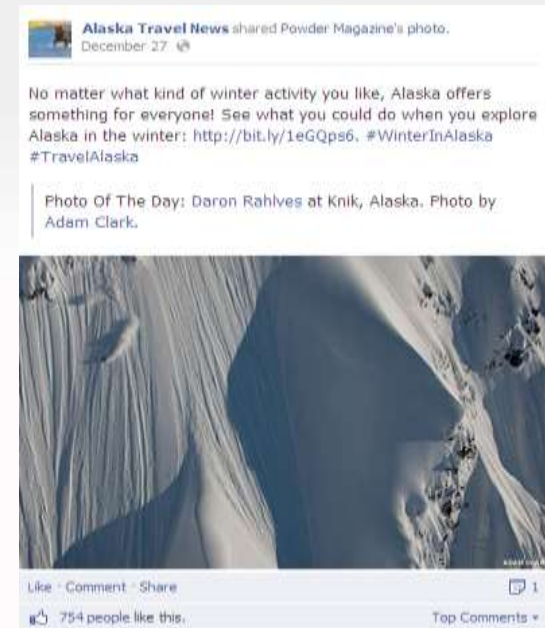 Alaska Travel News shared Powder Magazine's photo.
December 27
No matter what kind of winter activity you like, Alaska offers
something for everyone! See what you could do when you explore
Alaska in the winter: http://bit.ly/1eGQps6. #WinterInAlaska
#TravelAlaska
Photo Of The Day: Daron Rahlves at Knik, Alaska. Photo by
Adam Clark.
Like · Comment · Share
1
754 people like this.
Top Comments